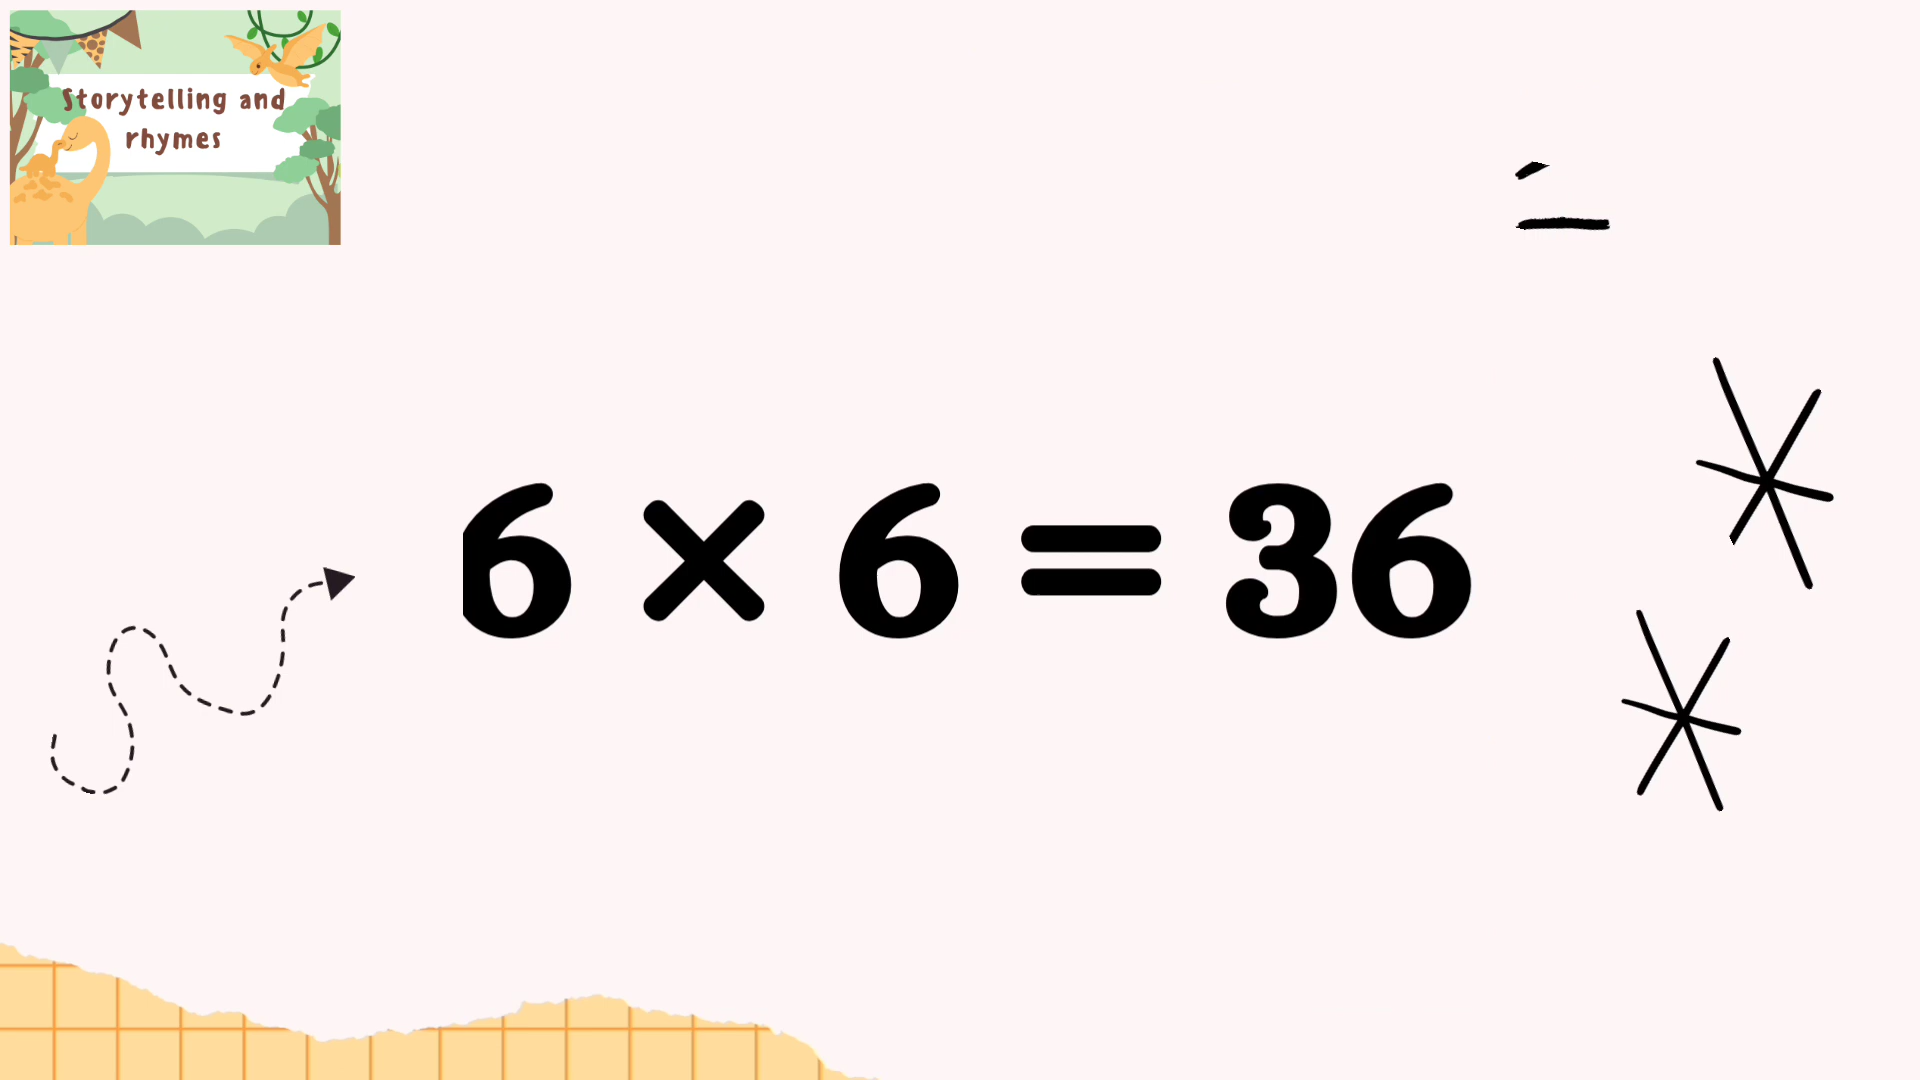 Storytelling and
rhymes
6 × 6 = 36